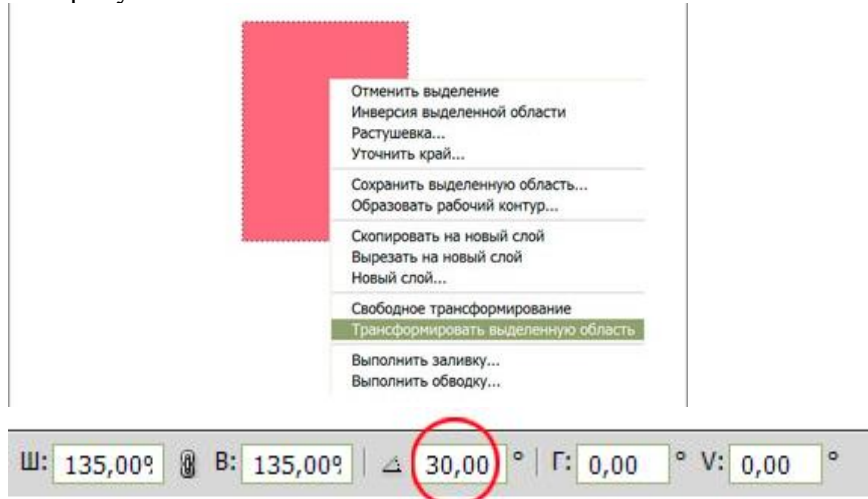 Отменить выделение
Инверсия выделенной области
Растушевка...
Уточнить край...
Сохранить выделенную область...
Образовать рабочий контур...
Скопировать на новый слой
Вырезать на новый слой
Новый слой...
Свободное трансформирование
Трансформировать выделенную область
Выполнить заливку...
Выполнить обводку...
Ш: 135,00% В: 135,00% 30,00 ° Г: 0,00 ° V: 0,00 °